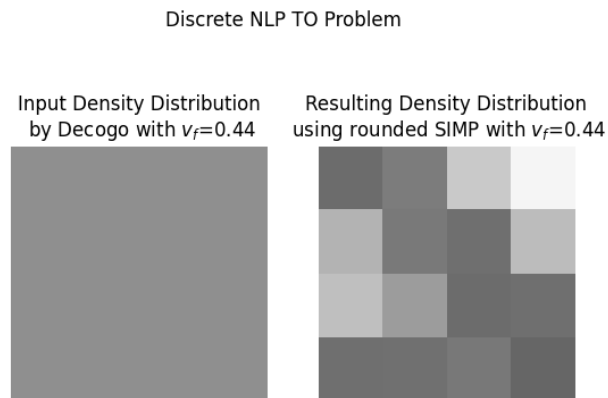 Discrete NLP TO Problem
Input Density Distribution
by Decogo with v_f=0.44
Resulting Density Distribution
using rounded SIMP with v_f=0.44